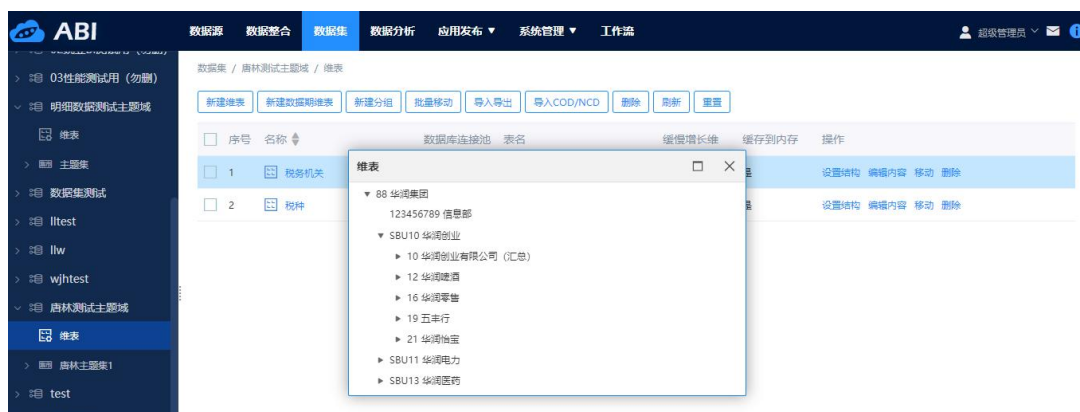 ABI
数据源 数据整合 数据集 数据分析 应用发布 ▼ 系统管理 ▼ 工作流
超级管理员
03性能测试用（勿删）
明细数据测试主题域
维表
主题集
数据集测试
lltest
llw
wjhtest
唐林测试主题域
维表
唐林主题集1
test
数据集 / 唐林测试主题域 / 维表
新建维表 新建数据期维表 新建分组 批量移动 导入导出 导入COD/NCD 删除 刷新 重置
序号 名称 数据库连接池 表名 缓慢增长维 缓存到内存 操作
1 税务机关 设置结构 编辑内容 移动 删除
2 税种 设置结构 编辑内容 移动 删除
维表
88 华润集团
123456789 信息部
SBU10 华润创业
10 华润创业有限公司（汇总）
12 华润啤酒
16 华润零售
19 五丰行
21 华润怡宝
SBU11 华润电力
SBU13 华润医药